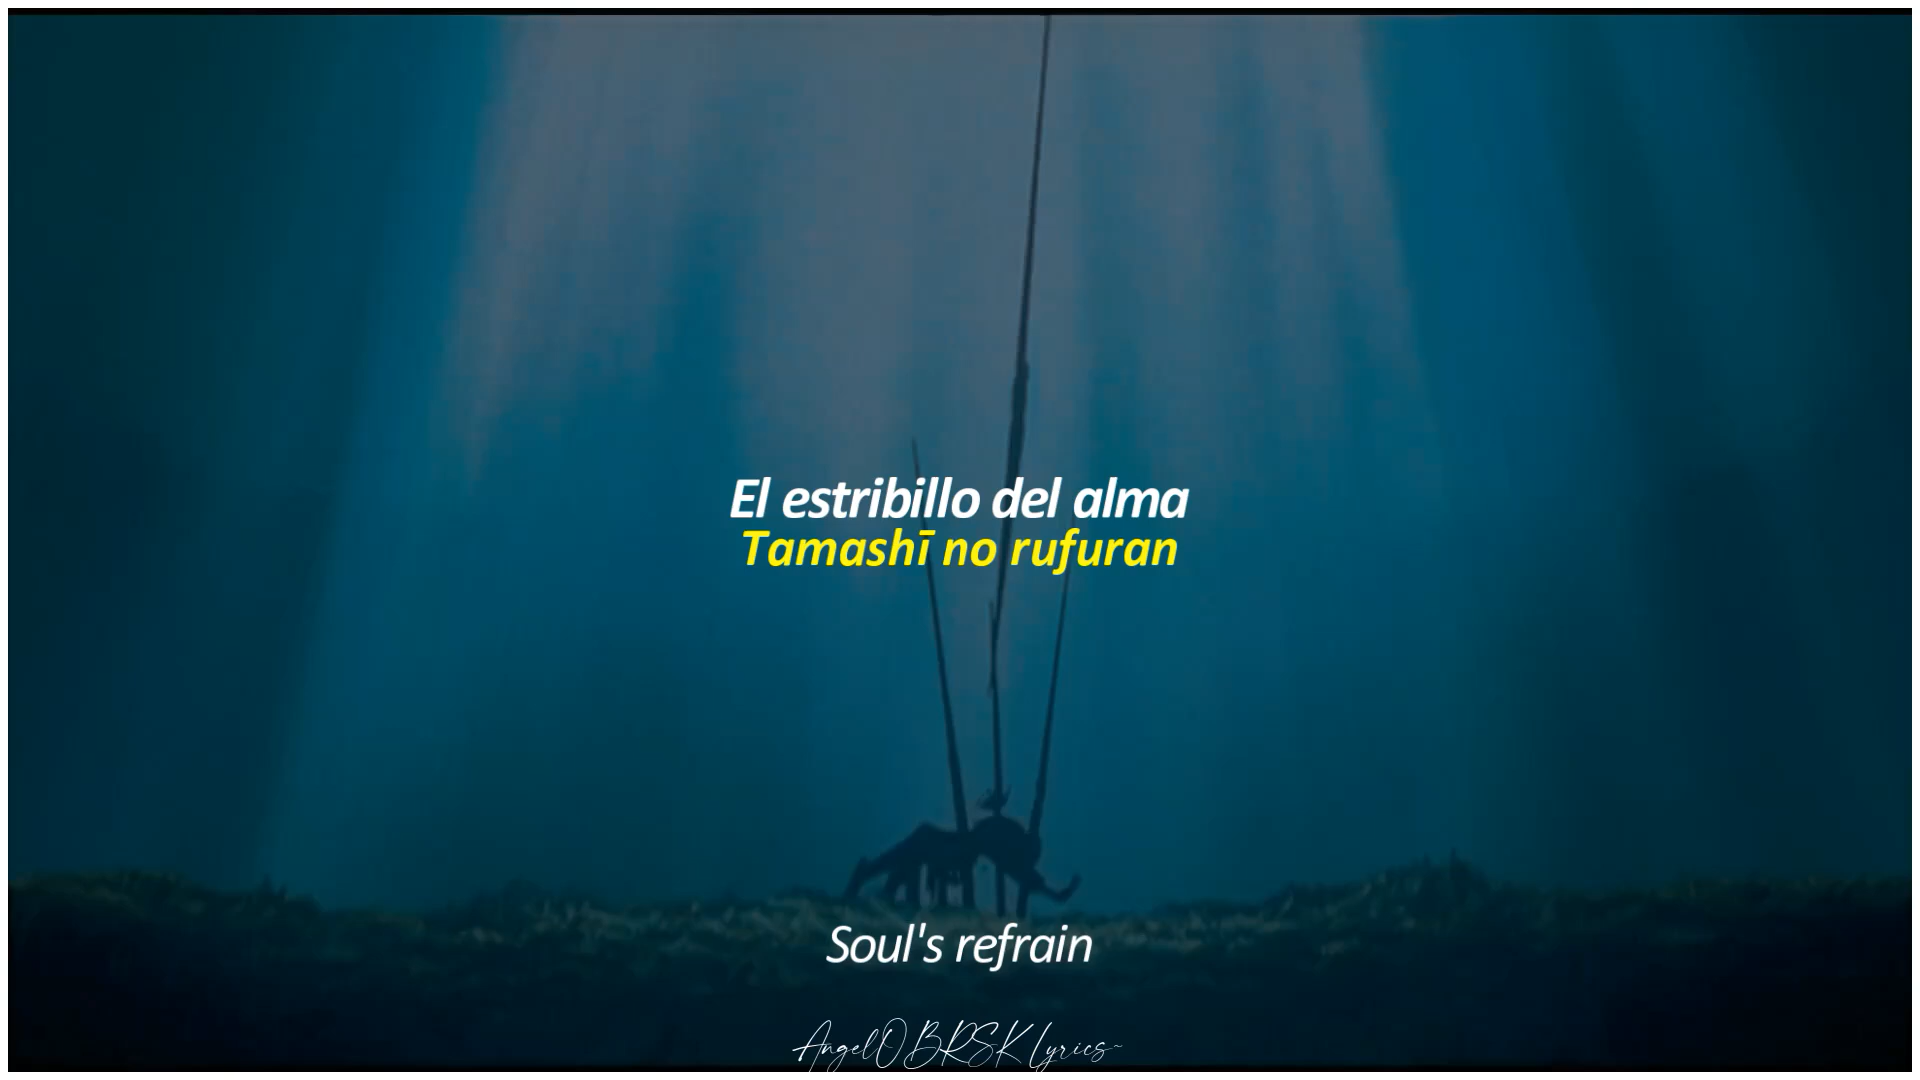 El estribillo del alma
Tamashī no rufuran
Soul's refrain
AngelOBRSK Lyrics~